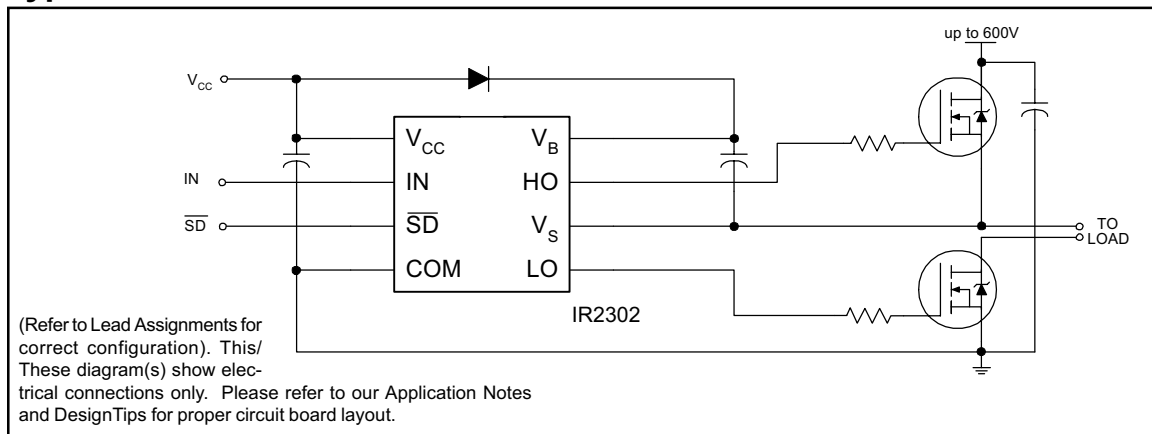 up to 600V
VCC
VCC
VB
IN
IN
HO
SD
SD
VS
TO
LOAD
COM
LO
IR2302
(Refer to Lead Assignments for
correct configuration). This/
These diagram(s) show elec-
trical connections only. Please refer to our Application Notes
and DesignTips for proper circuit board layout.